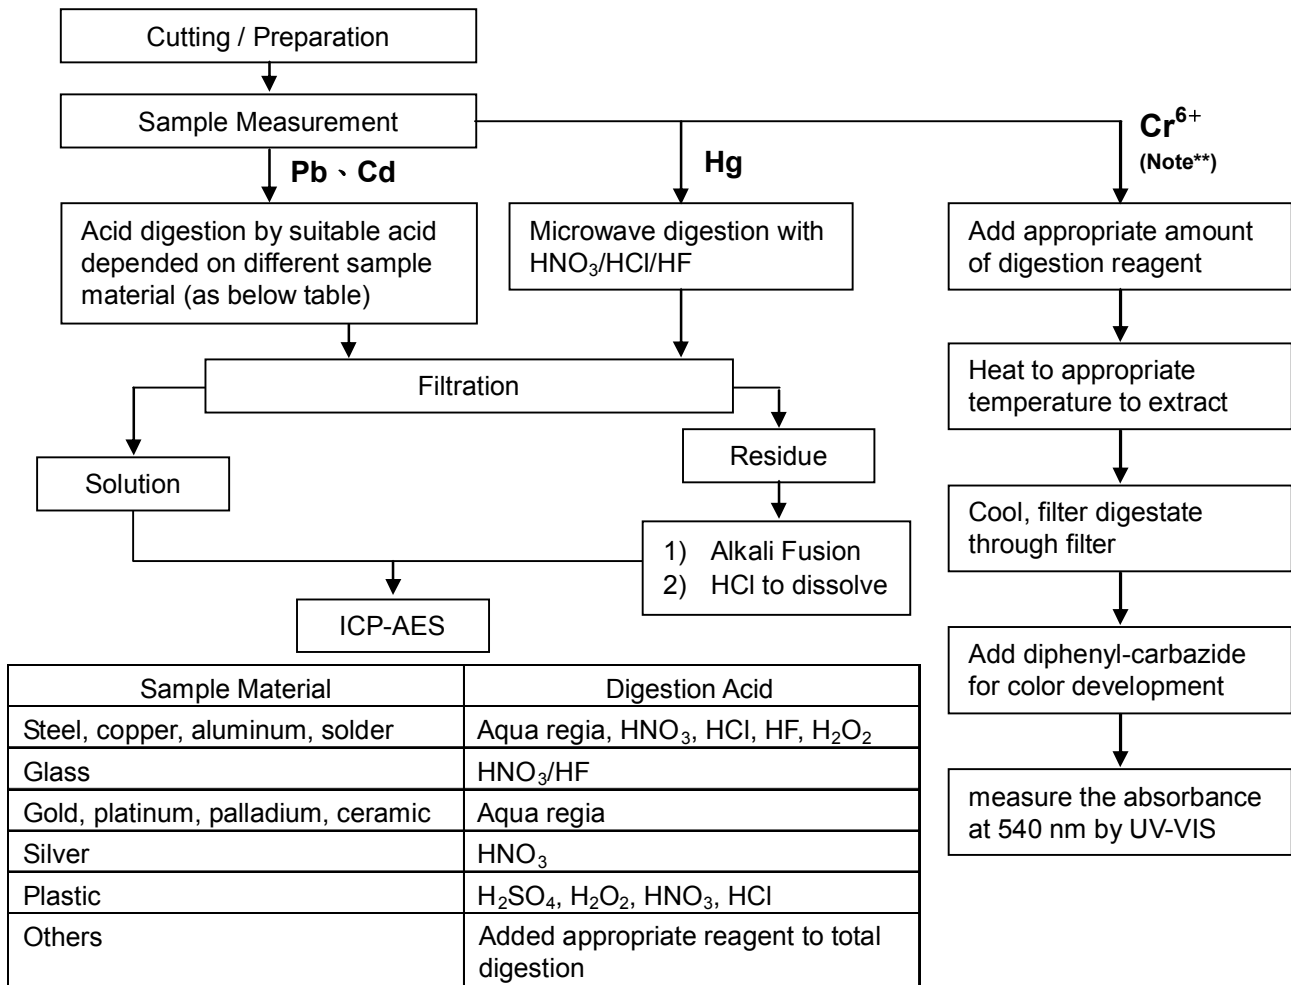 Cutting / Preparation
Sample Measurement
Pb、Cd
Hg
Cr⁶⁺
(Note**)
Acid digestion by suitable acid
depended on different sample
material (as below table)
Microwave digestion with
HNO₃/HCl/HF
Add appropriate amount
of digestion reagent
Filtration
Heat to appropriate
temperature to extract
Solution
Residue
1) Alkali Fusion
2) HCl to dissolve
Cool, filter digestate
through filter
ICP-AES
Add diphenyl-carbazide
for color development
measure the absorbance
at 540 nm by UV-VIS
Sample Material Digestion Acid
Steel, copper, aluminum, solder Aqua regia, HNO₃, HCl, HF, H₂O₂
Glass HNO₃/HF
Gold, platinum, palladium, ceramic Aqua regia
Silver HNO₃
Plastic H₂SO₄, H₂O₂, HNO₃, HCl
Others Added appropriate reagent to total
digestion